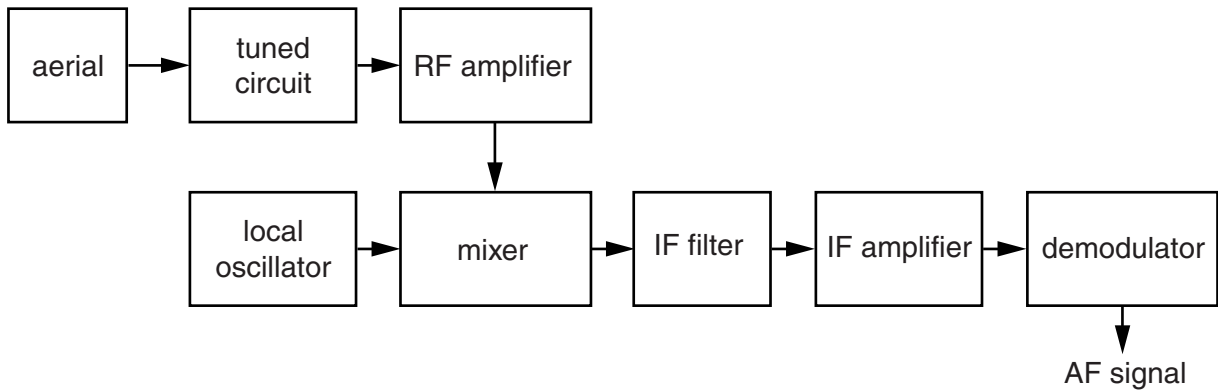 aerial
tuned
circuit
RF amplifier
local
oscillator
mixer
IF filter
IF amplifier
demodulator
AF signal